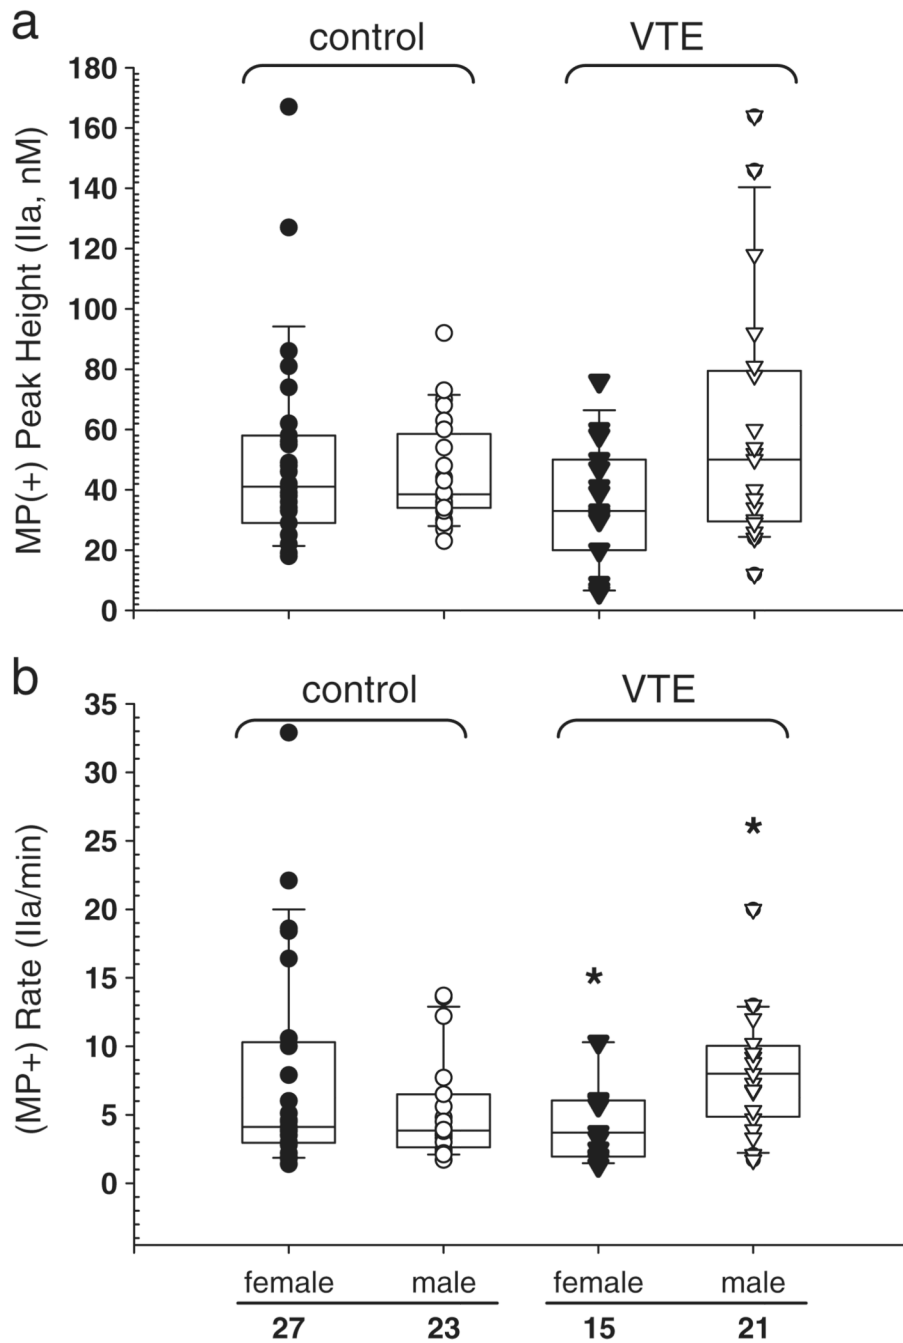 a
control VTE
180
160
140
120
100
80
60
40
20
0
MP(+) Peak Height (IIa, nM)
b
control VTE
35
30
25
20
15
10
5
0
(MP+) Rate (IIa/min)
*
*
female male female male
27 23 15 21